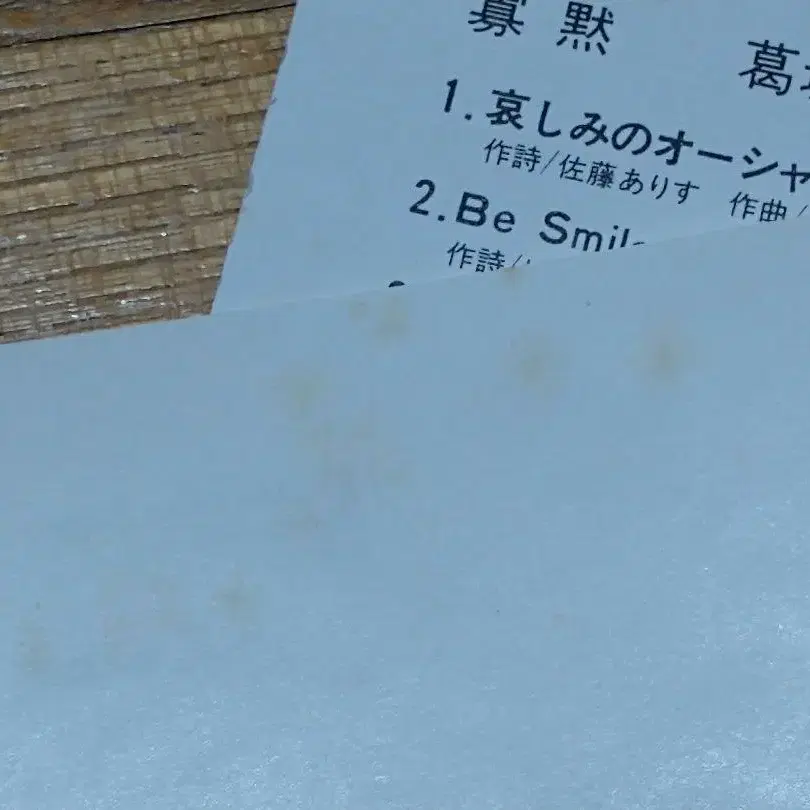 寡黙 葛
1.哀しみのオーシャ
作詩/佐藤ありす 作曲/
2.Be Smil
作詩/